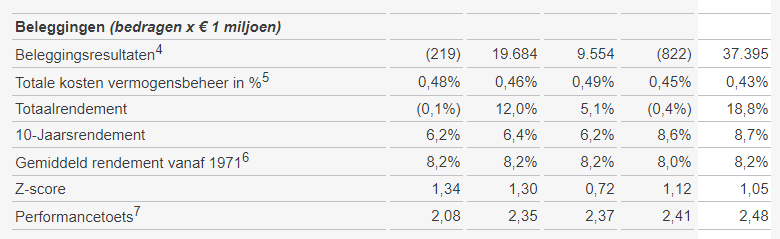 Beleggingen (bedragen x € 1 miljoen)
Beleggingsresultaten4 (219) 19.684 9.554 (822) 37.395
Totale kosten vermogensbeheer in %5 0,48% 0,46% 0,49% 0,45% 0,43%
Totaalrendement (0,1%) 12,0% 5,1% (0,4%) 18,8%
10-Jaarsrendement 6,2% 6,4% 6,2% 8,6% 8,7%
Gemiddeld rendement vanaf 19716 8,2% 8,2% 8,2% 8,0% 8,2%
Z-score 1,34 1,30 0,72 1,12 1,05
Performancetoets7 2,08 2,35 2,37 2,41 2,48